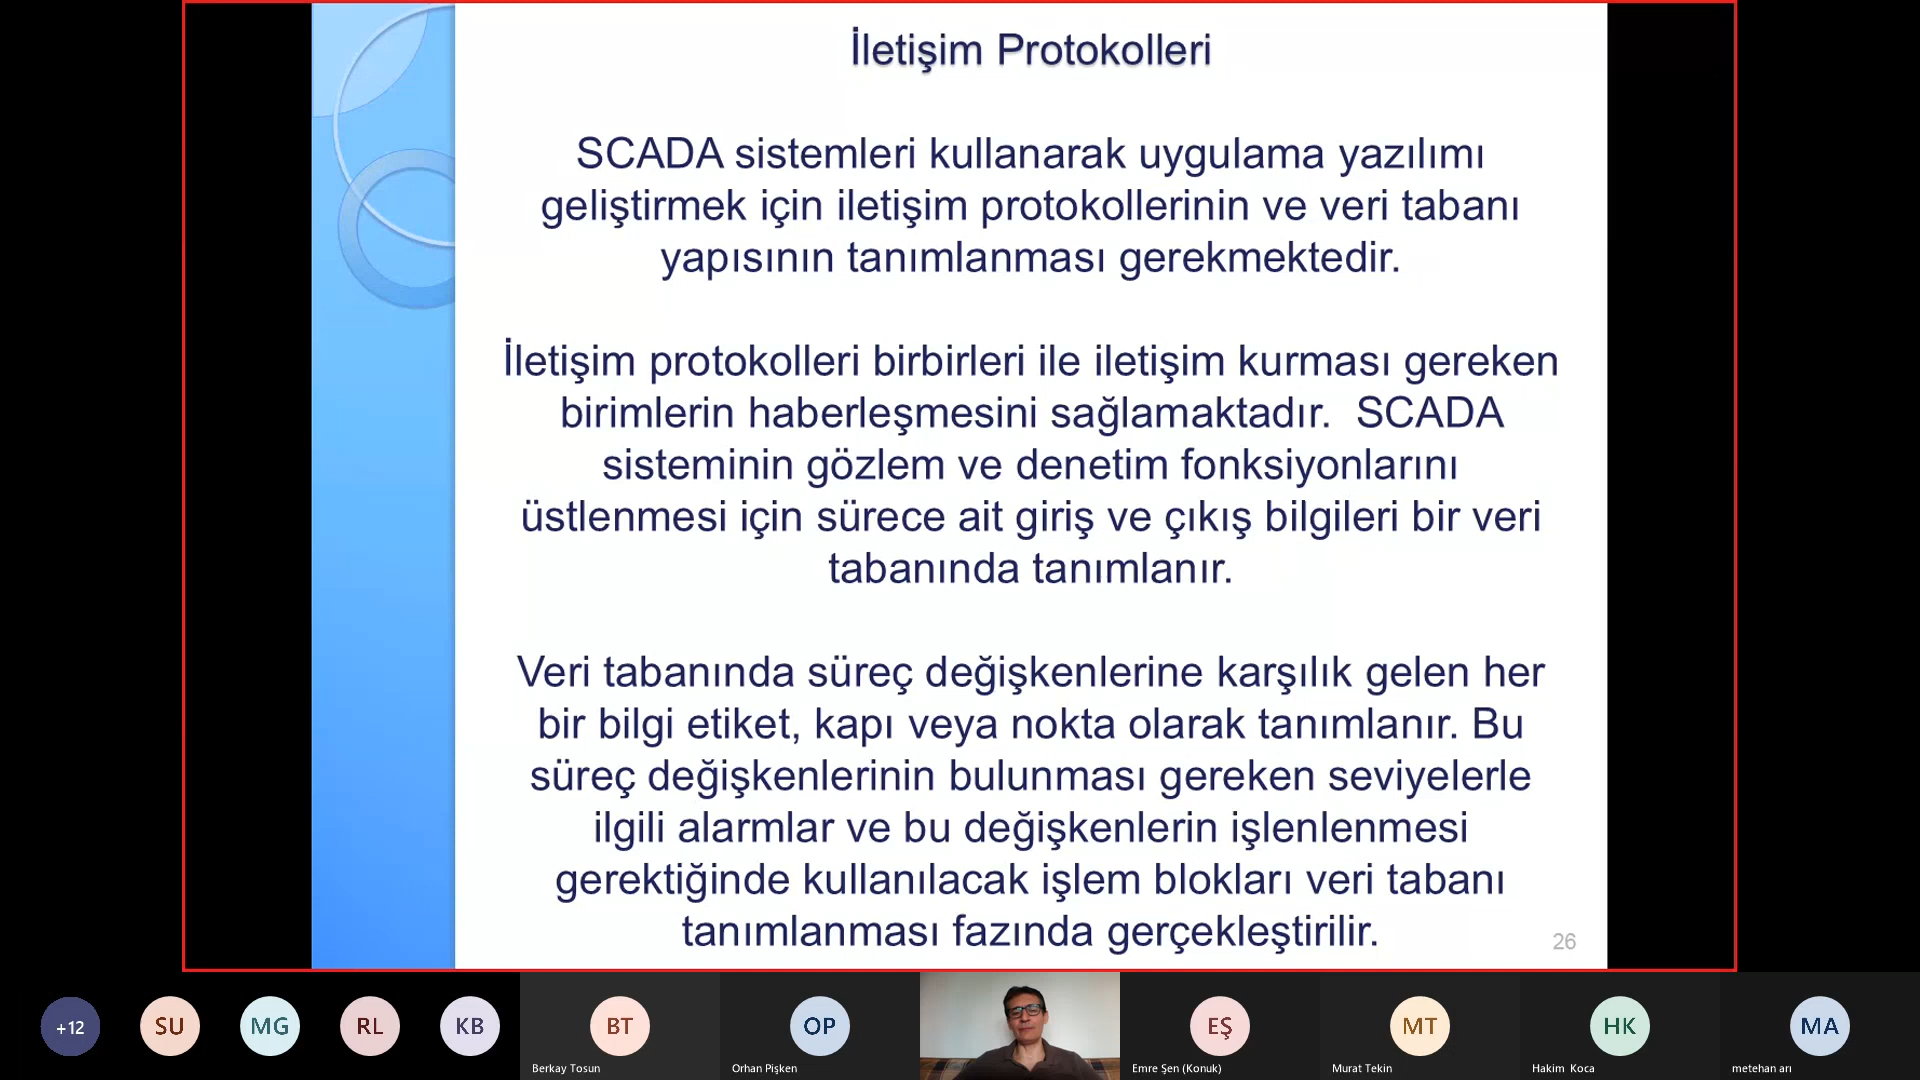 İletişim Protokolleri
SCADA sistemleri kullanarak uygulama yazılımı
geliştirmek için iletişim protokollerinin ve veri tabanı
yapısının tanımlanması gerekmektedir.
İletişim protokolleri birbirleri ile iletişim kurması gereken
birimlerin haberleşmesini sağlamaktadır.  SCADA
sisteminin gözlem ve denetim fonksiyonlarını
üstlenmesi için sürece ait giriş ve çıkış bilgileri bir veri
tabanında tanımlanır.
Veri tabanında süreç değişkenlerine karşılık gelen her
bir bilgi etiket, kapı veya nokta olarak tanımlanır. Bu
süreç değişkenlerinin bulunması gereken seviyelerle
ilgili alarmlar ve bu değişkenlerin işlenlenmesi
gerektiğinde kullanılacak işlem blokları veri tabanı
tanımlanması fazında gerçekleştirilir.
26
+12 SU MG RL KB BT OP EŞ MT HK MA
Berkay Tosun Orhan Pişken Emre Şen (Konuk) Murat Tekin Hakim Koca metehan arı